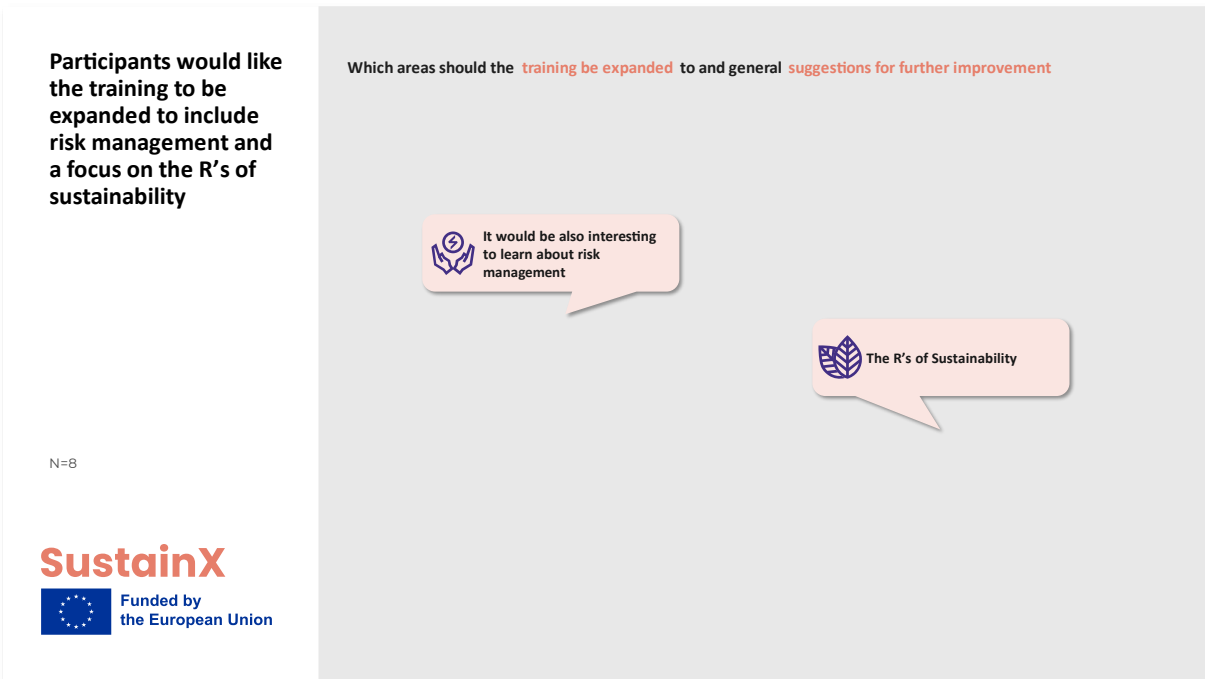 Participants would like
the training to be
expanded to include
risk management and
a focus on the R's of
sustainability
N=8
SustainX
Funded by
the European Union
Which areas should the training be expanded to and general suggestions for further improvement
It would be also interesting
to learn about risk
management
The R's of Sustainability